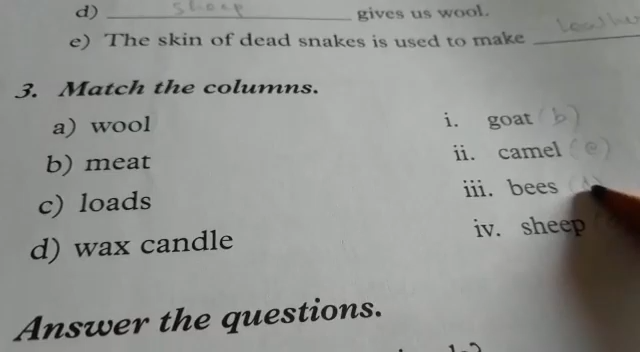 d) sheep gives us wool.
e) The skin of dead snakes is used to make leather
3. Match the columns.
a) wool i. goat (b)
b) meat ii. camel (e)
c) loads iii. bees
d) wax candle iv. sheep
Answer the questions.